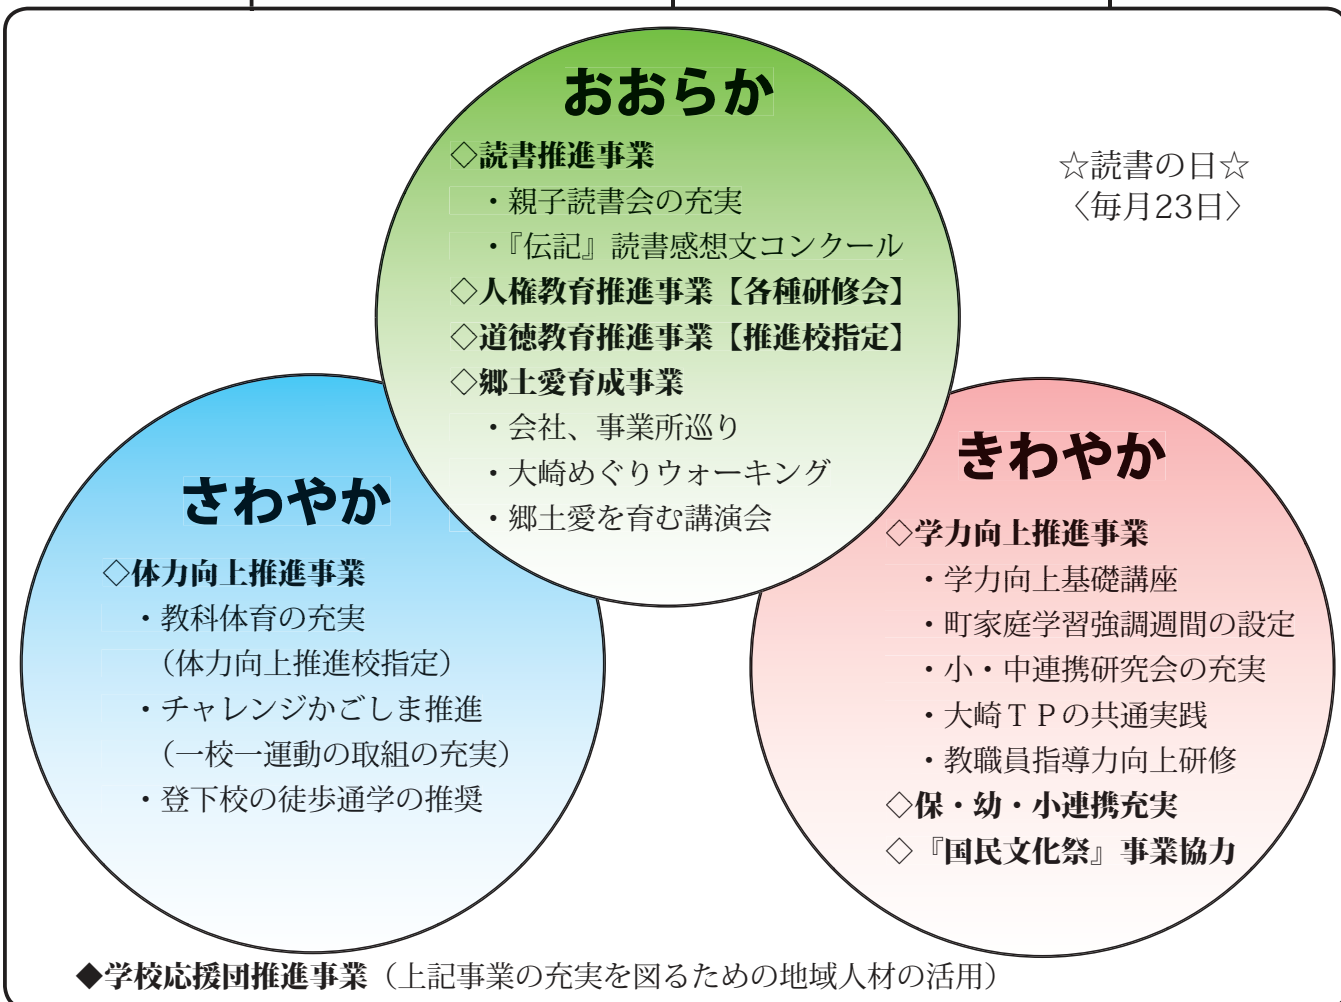 おおらか
◇読書推進事業
・親子読書会の充実
・『伝記』読書感想文コンクール
◇人権教育推進事業【各種研修会】
◇道徳教育推進事業【推進校指定】
◇郷土愛育成事業
・会社、事業所巡り
・大崎めぐりウォーキング
・郷土愛を育む講演会
☆読書の日☆
〈毎月23日〉
さわやか
◇体力向上推進事業
・教科体育の充実
（体力向上推進校指定）
・チャレンジかごしま推進
（一校一運動の取組の充実）
・登下校の徒歩通学の推奨
きわやか
◇学力向上推進事業
・学力向上基礎講座
・町家庭学習強調週間の設定
・小・中連携研究会の充実
・大崎ＴＰの共通実践
・教職員指導力向上研修
◇保・幼・小連携充実
◇『国民文化祭』事業協力
◆学校応援団推進事業（上記事業の充実を図るための地域人材の活用）